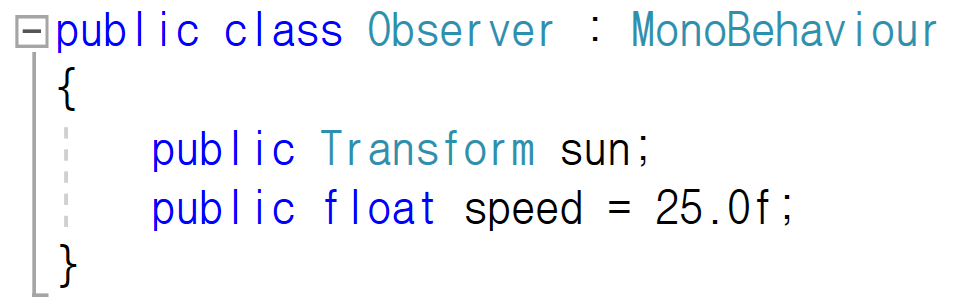 public class Observer : MonoBehaviour
{
    public Transform sun;
    public float speed = 25.0f;
}